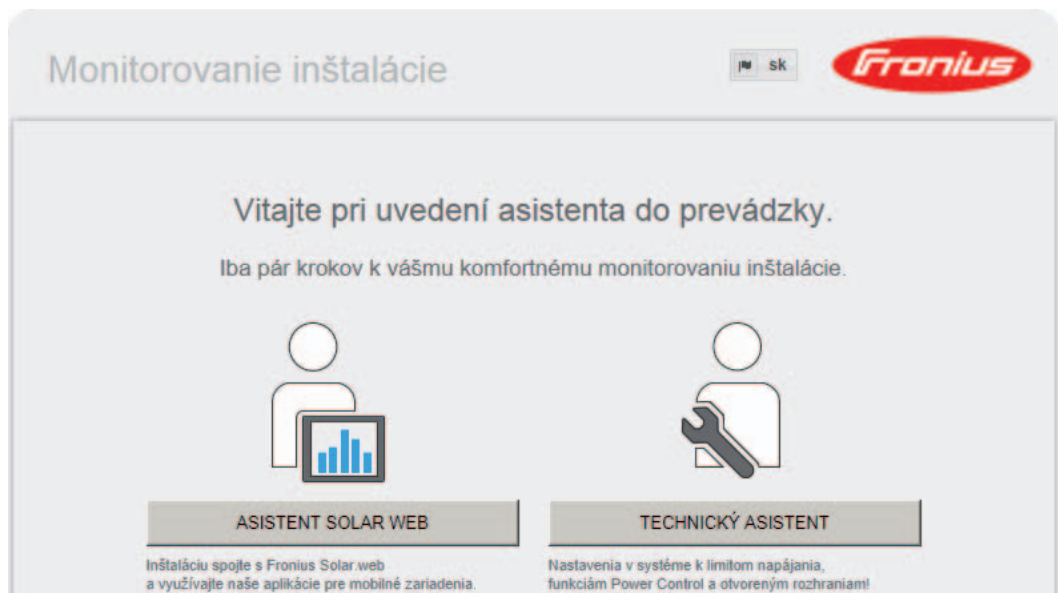 Monitorovanie inštalácie
sk
Fronius
Vitajte pri uvedení asistenta do prevádzky.
Iba pár krokov k vášmu komfortnému monitorovaniu inštalácie.
ASISTENT SOLAR WEB
TECHNICKÝ ASISTENT
Inštaláciu spojte s Fronius Solar.web
a využívajte naše aplikácie pre mobilné zariadenia.
Nastavenia v systéme k limitom napájania,
funkciám Power Control a otvoreným rozhraniam!